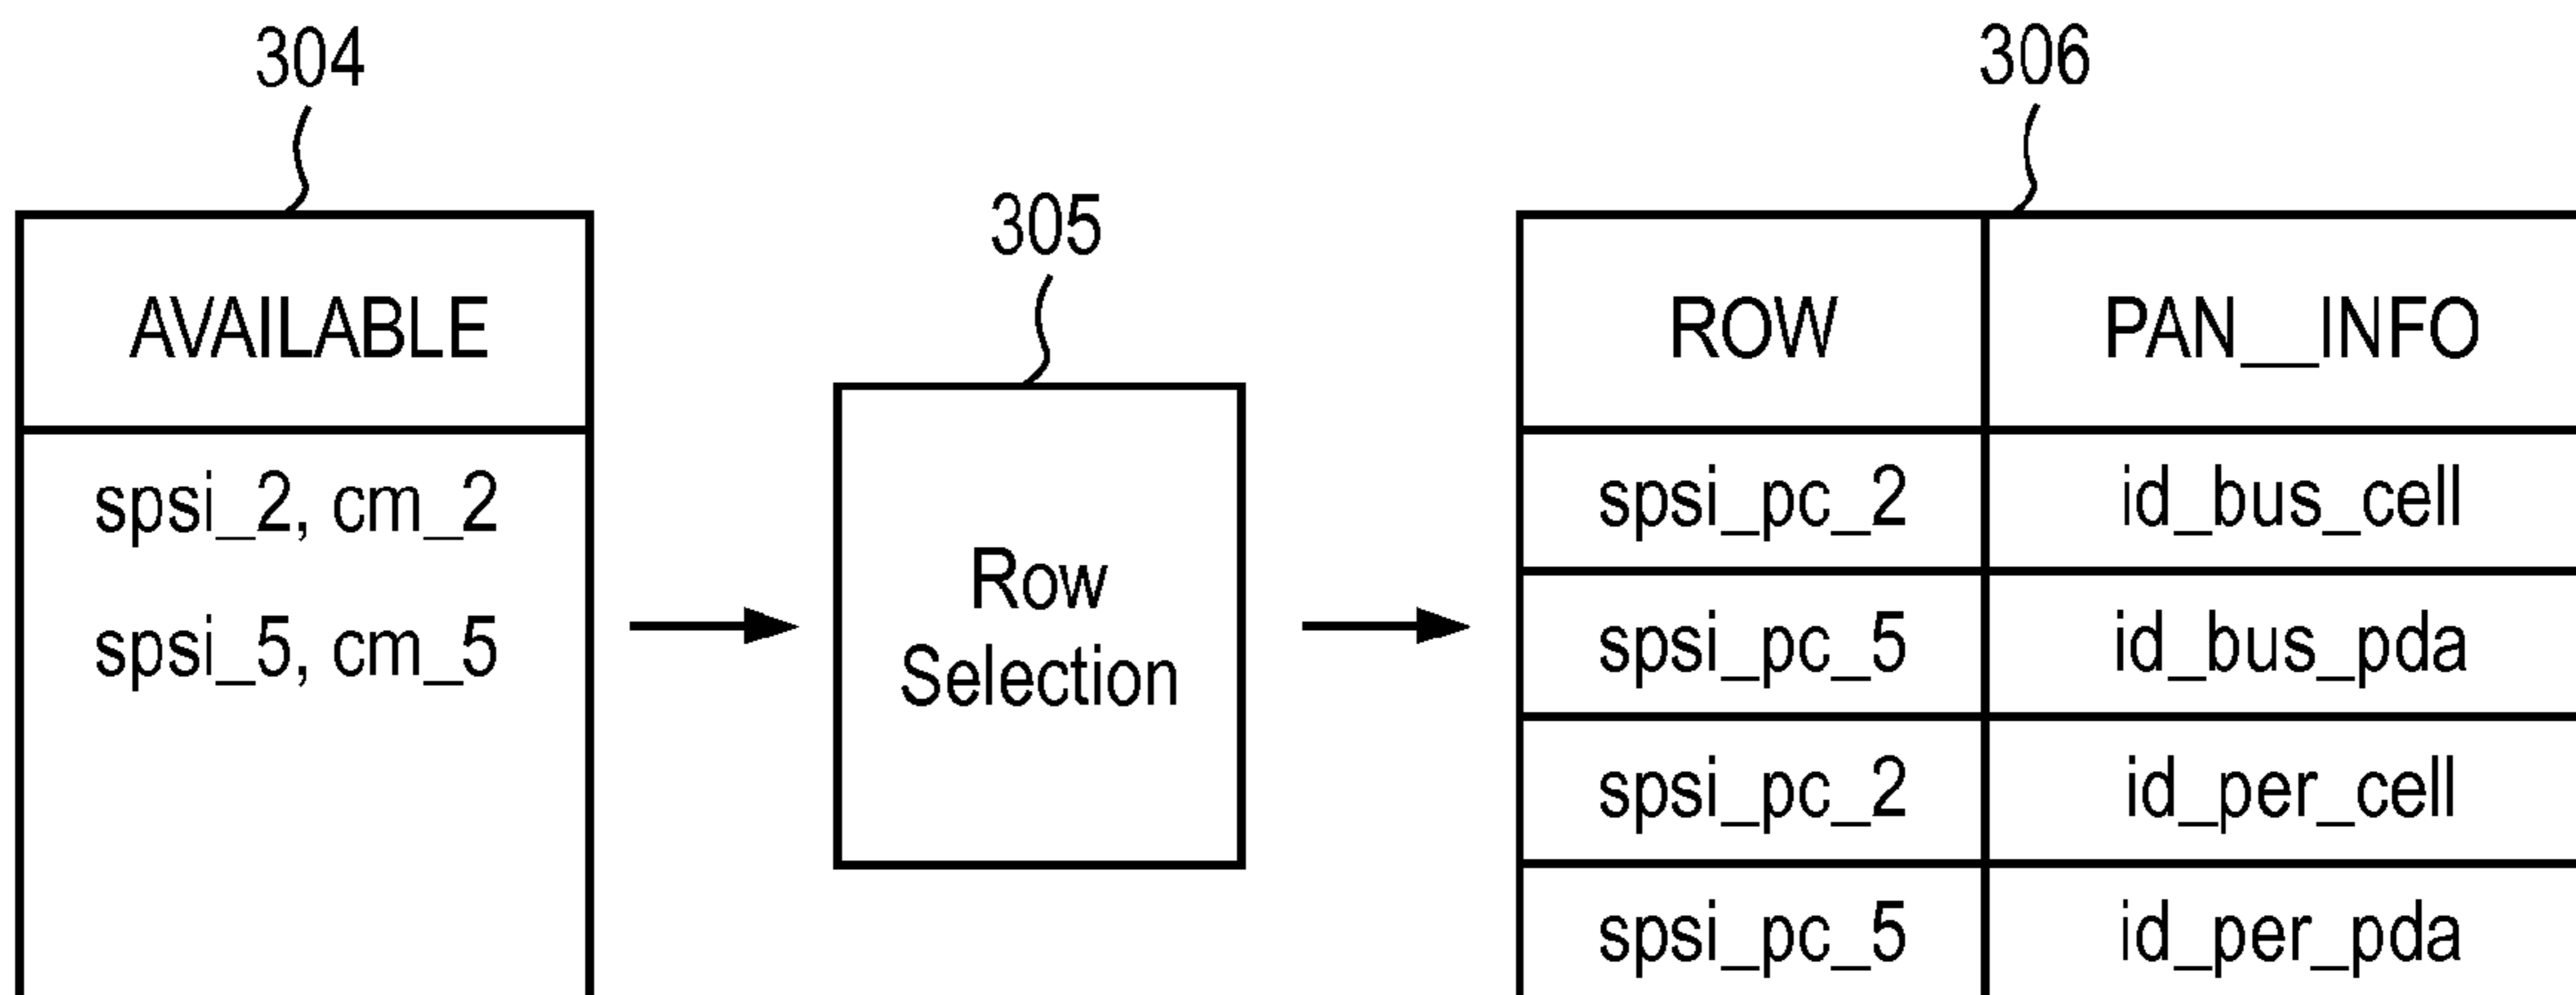 304
AVAILABLE
spsi_2, cm_2
spsi_5, cm_5
305
Row
Selection
306
ROW PAN__INFO
spsi_pc_2 id_bus_cell
spsi_pc_5 id_bus_pda
spsi_pc_2 id_per_cell
spsi_pc_5 id_per_pda